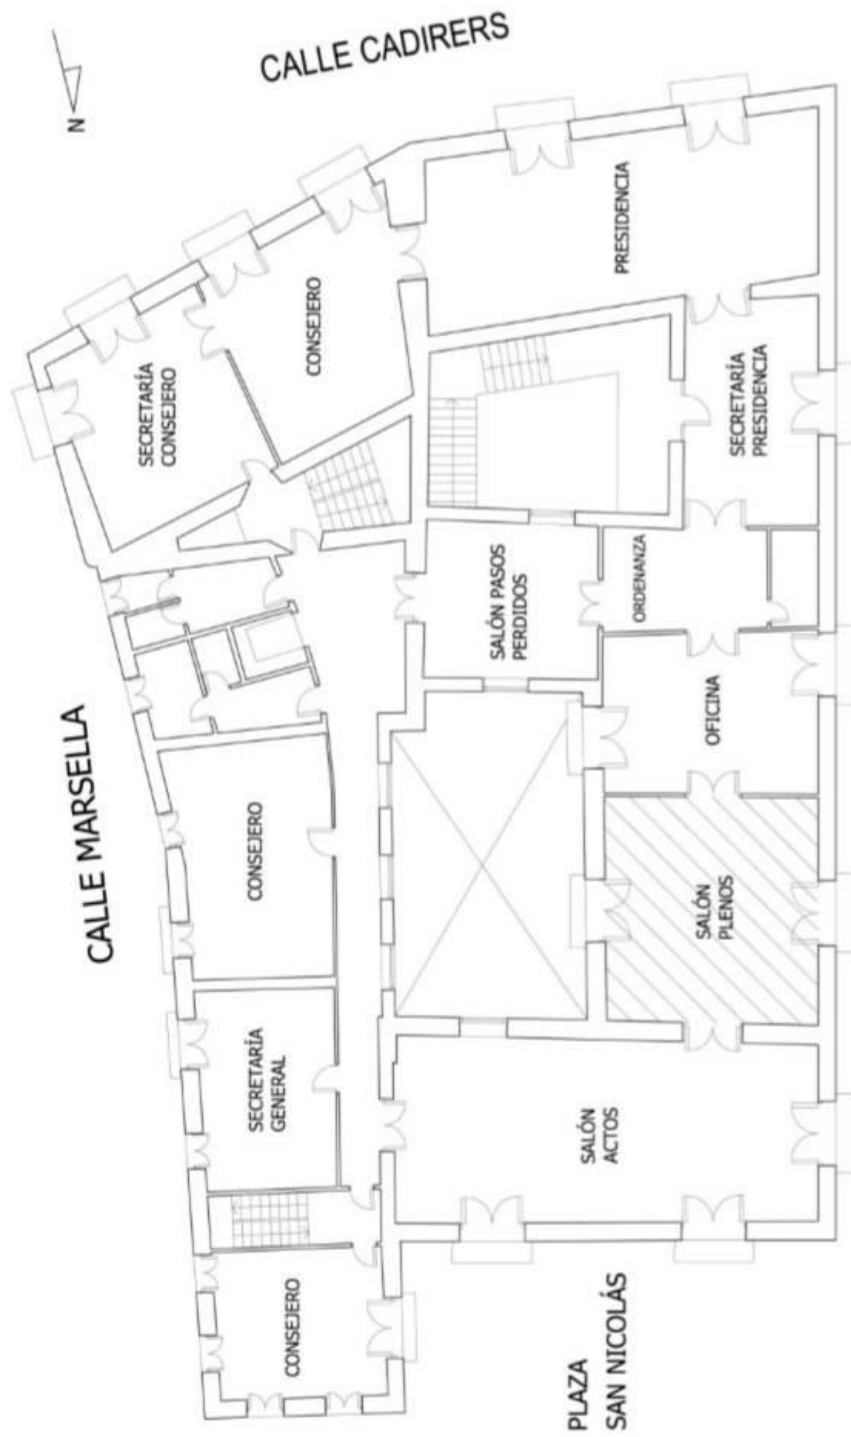 CALLE CADIRERS
N
PRESIDENCIA
CONSEJERO
SECRETARÍA
CONSEJERO
SECRETARÍA
PRESIDENCIA
SALÓN PASOS
PERDIDOS
ORDENANZA
OFICINA
CALLE MARSELLA
CONSEJERO
SALÓN
PLENOS
SECRETARÍA
GENERAL
SALÓN
ACTOS
CONSEJERO
PLAZA
SAN NICOLÁS